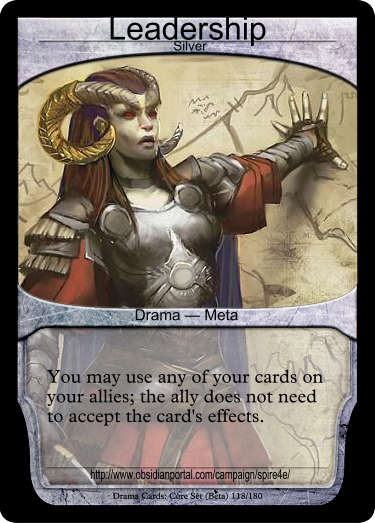 Leadership
Silver
Drama — Meta
You may use any of your cards on
your allies; the ally does not need
to accept the card's effects.
http://www.obsidianportal.com/campaign/spire4e/
Drama Cards: Core Set (Beta) 118/180